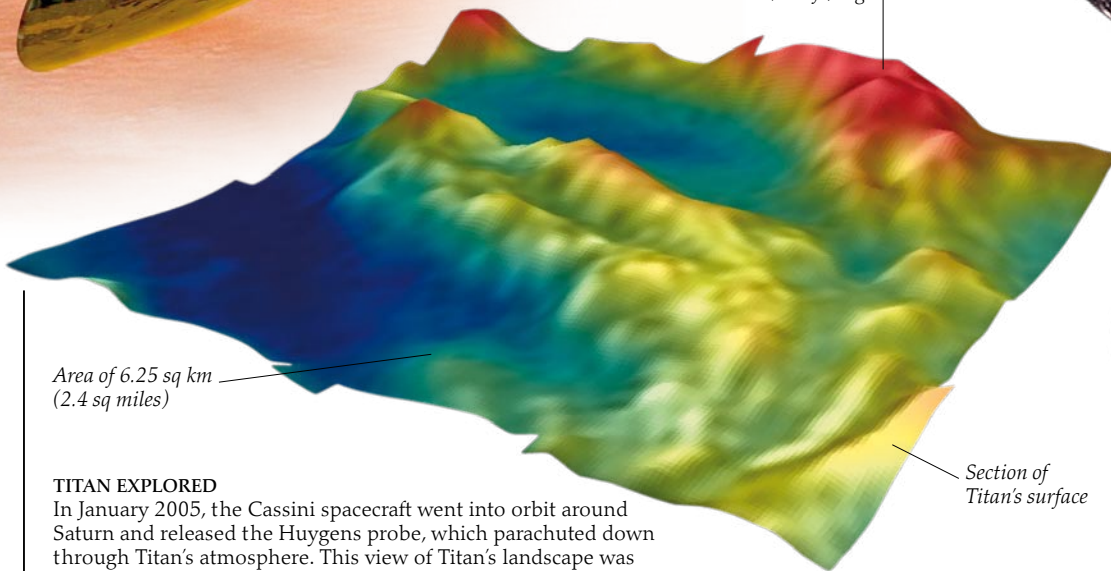 Area of 6.25 sq km
(2.4 sq miles)
Section of
Titan's surface
TITAN EXPLORED
In January 2005, the Cassini spacecraft went into orbit around
Saturn and released the Huygens probe, which parachuted down
through Titan's atmosphere. This view of Titan's landscape was